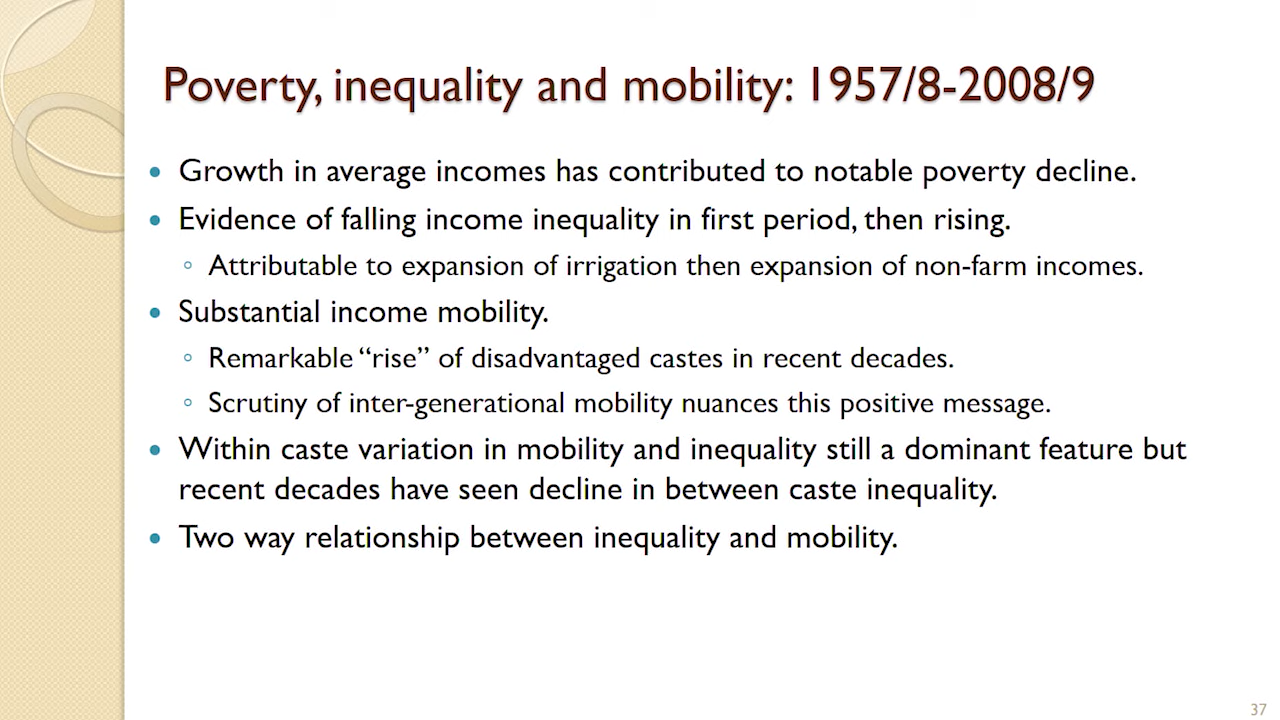 Poverty, inequality and mobility: 1957/8-2008/9
• Growth in average incomes has contributed to notable poverty decline.
• Evidence of falling income inequality in first period, then rising.
◦ Attributable to expansion of irrigation then expansion of non-farm incomes.
• Substantial income mobility.
◦ Remarkable “rise” of disadvantaged castes in recent decades.
◦ Scrutiny of inter-generational mobility nuances this positive message.
• Within caste variation in mobility and inequality still a dominant feature but
recent decades have seen decline in between caste inequality.
• Two way relationship between inequality and mobility.
37